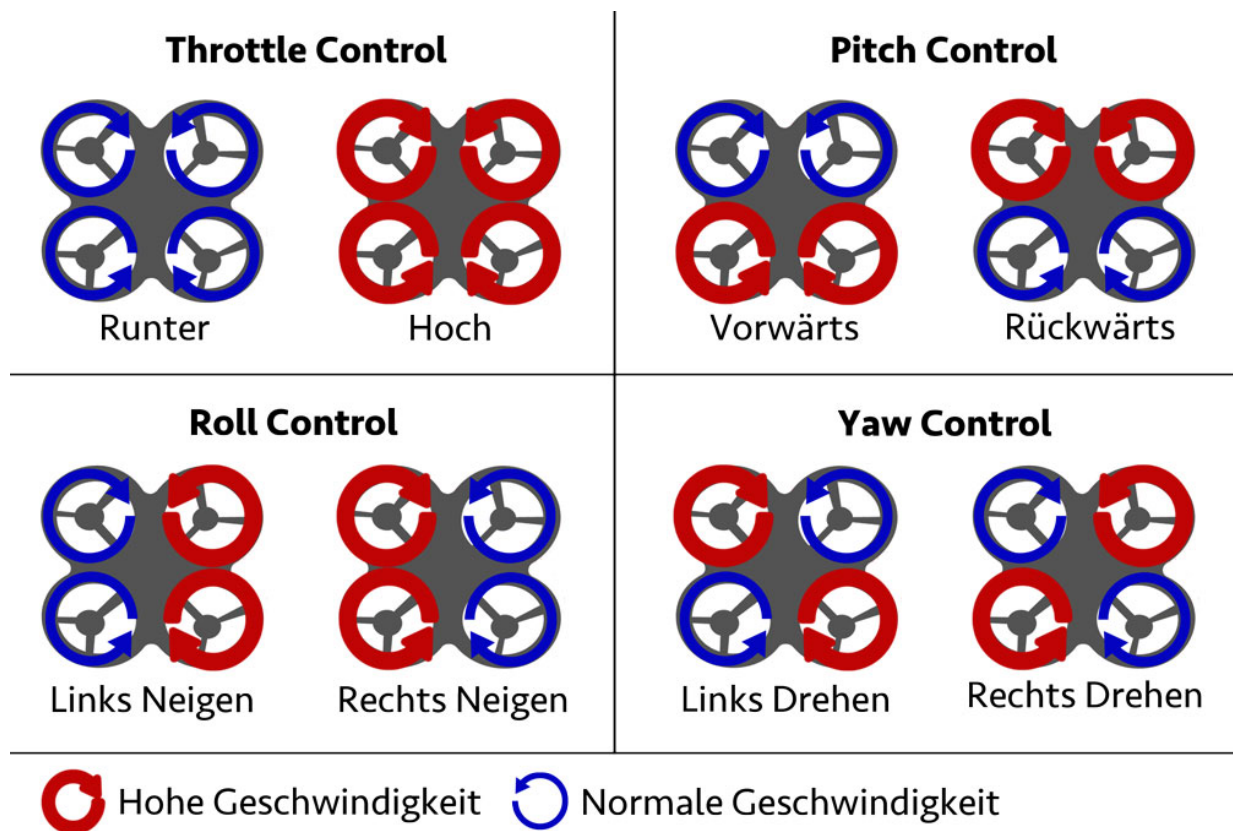 Throttle Control
Pitch Control
Runter
Hoch
Vorwärts
Rückwärts
Roll Control
Yaw Control
Links Neigen
Rechts Neigen
Links Drehen
Rechts Drehen
Hohe Geschwindigkeit
Normale Geschwindigkeit